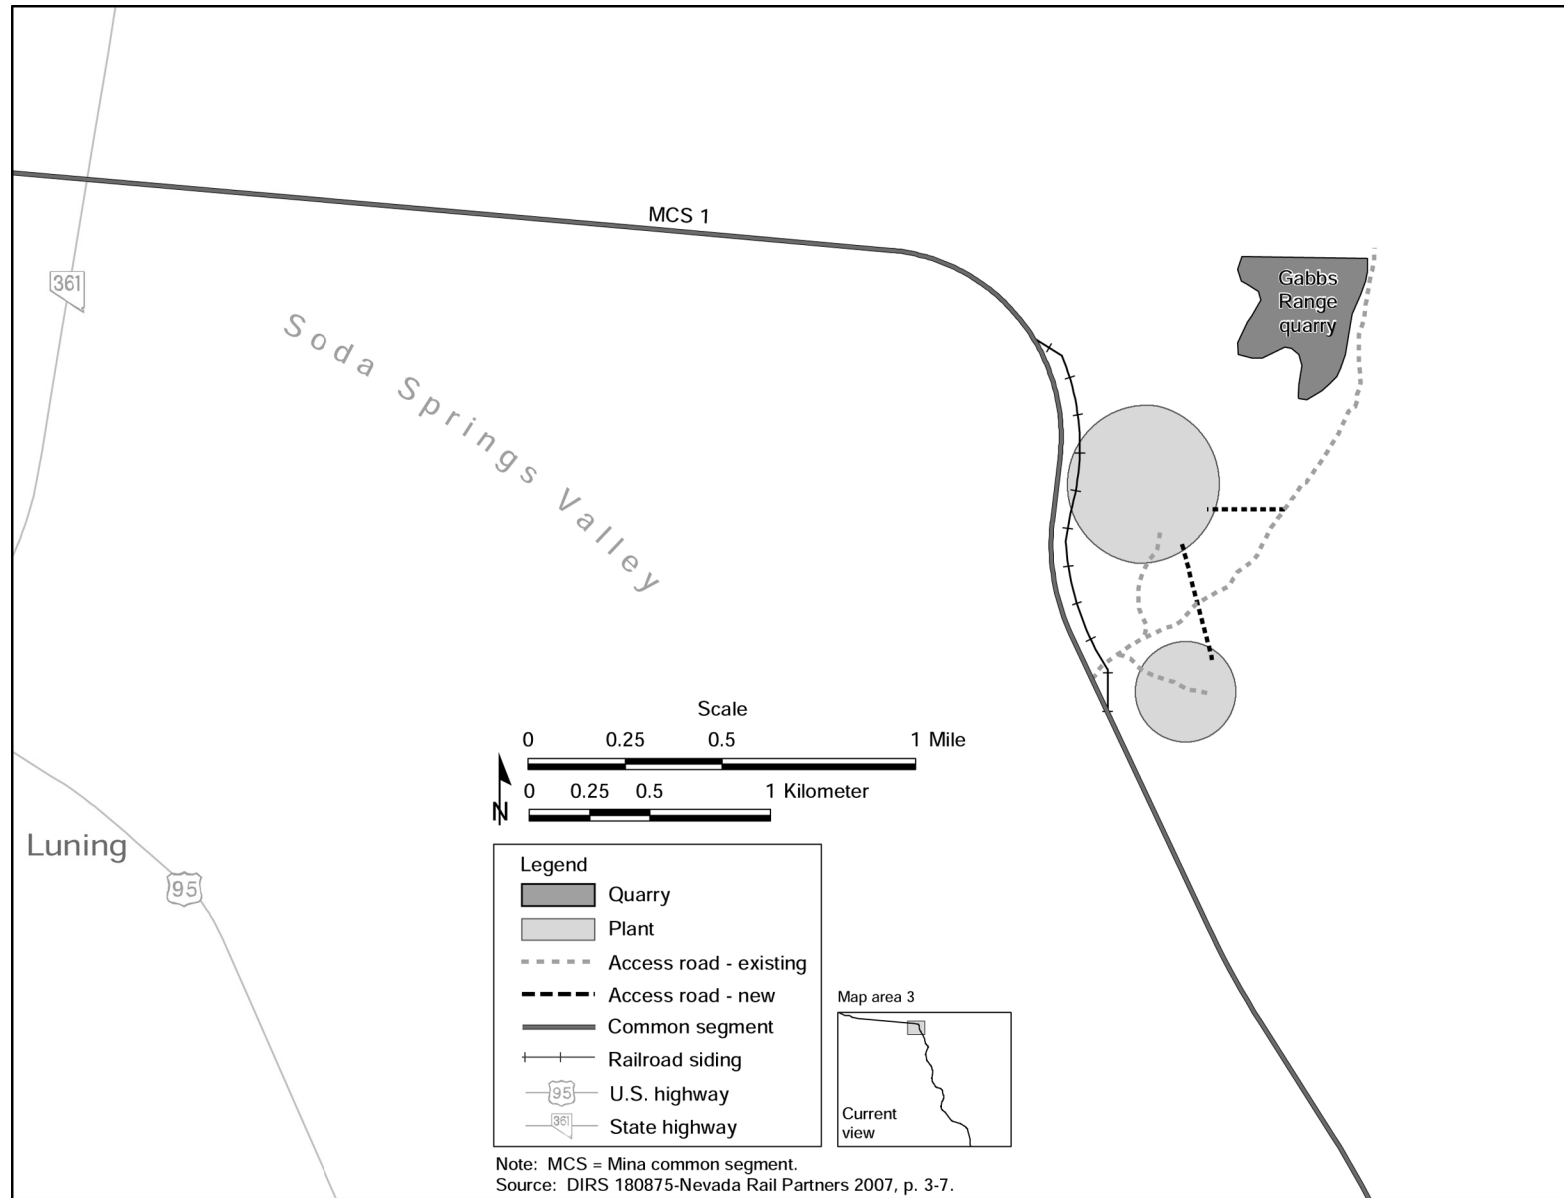 MCS 1
361
Gabbs
Range
quarry
Soda Springs Valley
Scale
0 0.25 0.5 1 Mile
0 0.25 0.5 1 Kilometer
N
Luning
95
Legend
Quarry
Plant
Access road - existing
Access road - new
Common segment
Railroad siding
95 U.S. highway
361 State highway
Map area 3
Current
view
Note: MCS = Mina common segment.
Source: DIRS 180875-Nevada Rail Partners 2007, p. 3-7.